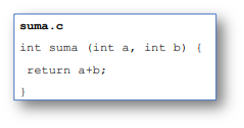 suma.c
int suma (int a, int b) {
return a+b;
}